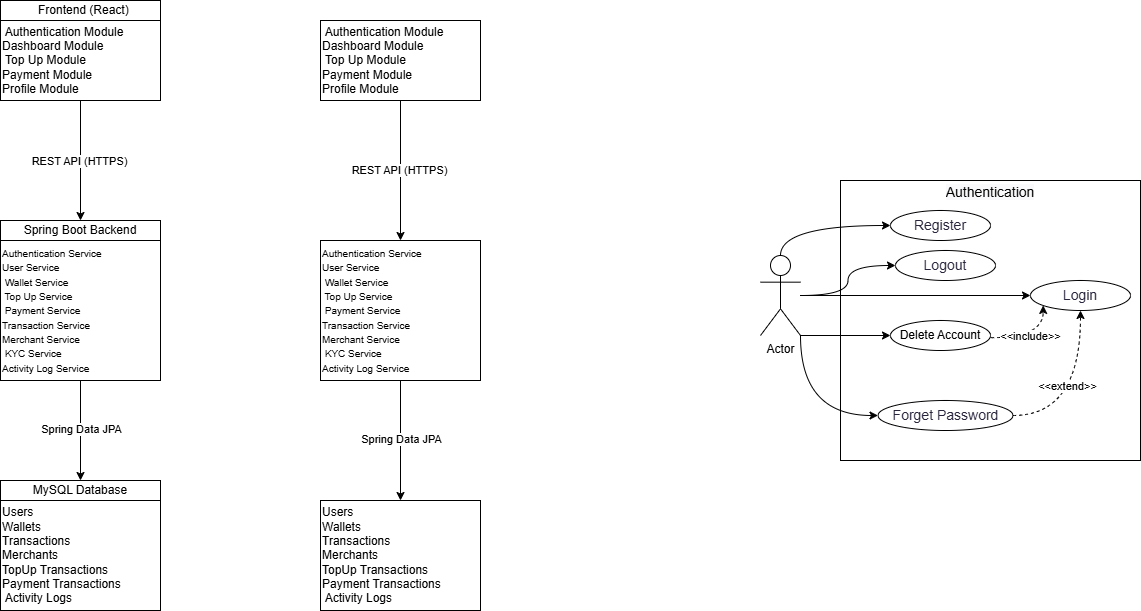 Frontend (React)
Authentication Module
Dashboard Module
Top Up Module
Payment Module
Profile Module
REST API (HTTPS)
Spring Boot Backend
Authentication Service
User Service
Wallet Service
Top Up Service
Payment Service
Transaction Service
Merchant Service
KYC Service
Activity Log Service
Spring Data JPA
MySQL Database
Users
Wallets
Transactions
Merchants
TopUp Transactions
Payment Transactions
Activity Logs
Authentication Module
Dashboard Module
Top Up Module
Payment Module
Profile Module
REST API (HTTPS)
Authentication Service
User Service
Wallet Service
Top Up Service
Payment Service
Transaction Service
Merchant Service
KYC Service
Activity Log Service
Spring Data JPA
Users
Wallets
Transactions
Merchants
TopUp Transactions
Payment Transactions
Activity Logs
Authentication
Register
Logout
Login
Actor
Delete Account
<<include>>
<<extend>>
Forget Password